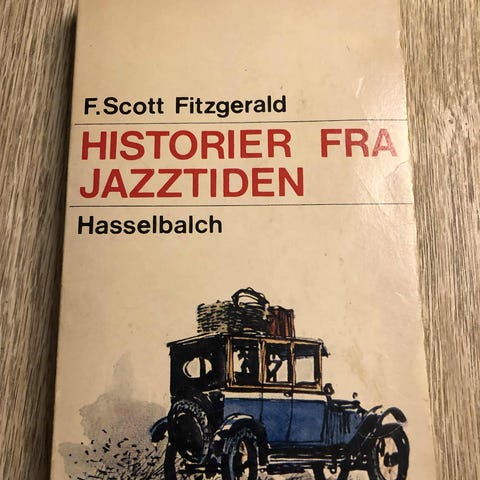 F.Scott Fitzgerald
HISTORIER FRA
JAZZTIDEN
Hasselbalch